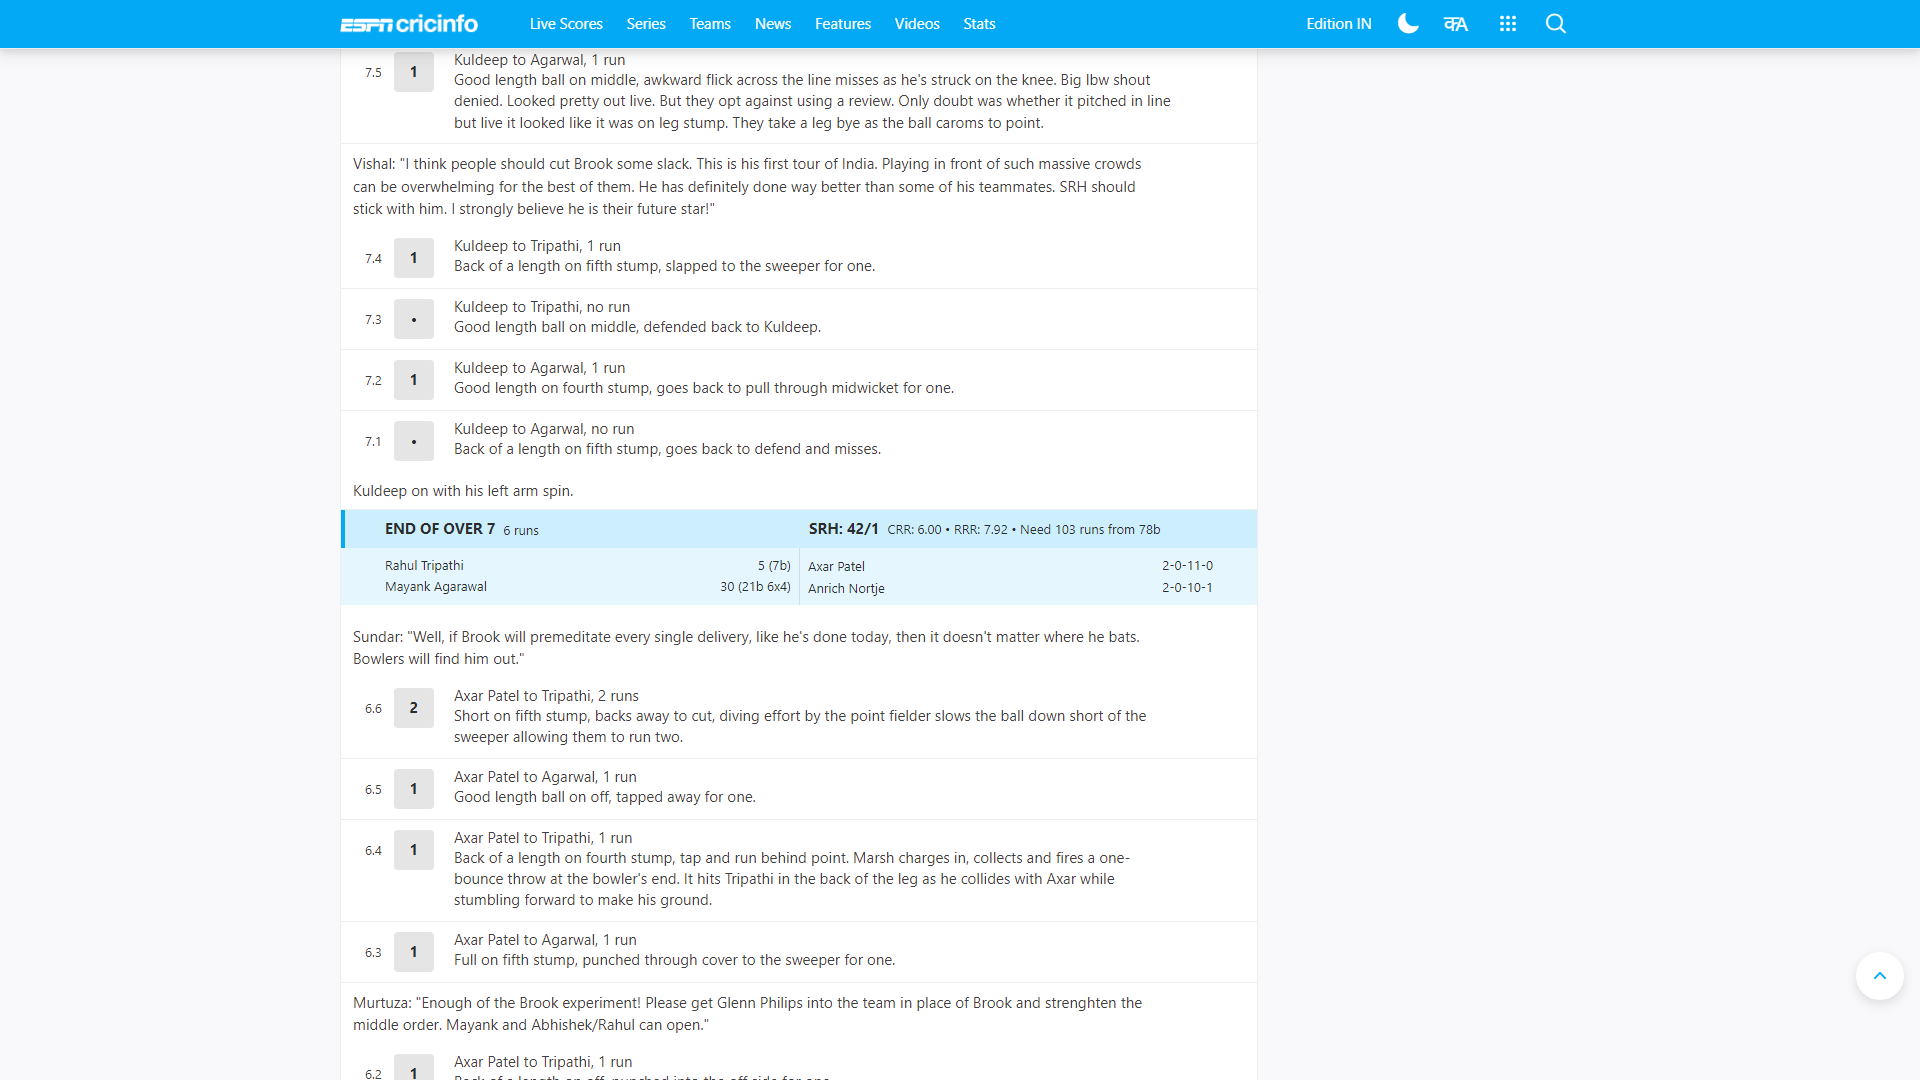 ESPN cricinfo Live Scores Series Teams News Features Videos Stats Edition IN क A
Kuldeep to Agarwal, 1 run
7.5 1
Good length ball on middle, awkward flick across the line misses as he's struck on the knee. Big lbw shout
denied. Looked pretty out live. But they opt against using a review. Only doubt was whether it pitched in line
but live it looked like it was on leg stump. They take a leg bye as the ball caroms to point.
Vishal: "I think people should cut Brook some slack. This is his first tour of India. Playing in front of such massive crowds
can be overwhelming for the best of them. He has definitely done way better than some of his teammates. SRH should
stick with him. I strongly believe he is their future star!"
Kuldeep to Tripathi, 1 run
7.4 1
Back of a length on fifth stump, slapped to the sweeper for one.
Kuldeep to Tripathi, no run
7.3 •
Good length ball on middle, defended back to Kuldeep.
Kuldeep to Agarwal, 1 run
7.2 1
Good length on fourth stump, goes back to pull through midwicket for one.
Kuldeep to Agarwal, no run
7.1 •
Back of a length on fifth stump, goes back to defend and misses.
Kuldeep on with his left arm spin.
END OF OVER 7 6 runs SRH: 42/1 CRR: 6.00 • RRR: 7.92 • Need 103 runs from 78b
Rahul Tripathi 5 (7b) Axar Patel 2-0-11-0
Mayank Agarawal 30 (21b 6x4) Anrich Nortje 2-0-10-1
Sundar: "Well, if Brook will premeditate every single delivery, like he's done today, then it doesn't matter where he bats.
Bowlers will find him out."
Axar Patel to Tripathi, 2 runs
6.6 2
Short on fifth stump, backs away to cut, diving effort by the point fielder slows the ball down short of the
sweeper allowing them to run two.
Axar Patel to Agarwal, 1 run
6.5 1
Good length ball on off, tapped away for one.
Axar Patel to Tripathi, 1 run
6.4 1
Back of a length on fourth stump, tap and run behind point. Marsh charges in, collects and fires a one-
bounce throw at the bowler's end. It hits Tripathi in the back of the leg as he collides with Axar while
stumbling forward to make his ground.
Axar Patel to Agarwal, 1 run
6.3 1
Full on fifth stump, punched through cover to the sweeper for one.
Murtuza: "Enough of the Brook experiment! Please get Glenn Philips into the team in place of Brook and strenghten the
middle order. Mayank and Abhishek/Rahul can open."
Axar Patel to Tripathi, 1 run
6.2 1
Back of a length on off, punched into the off side for one.